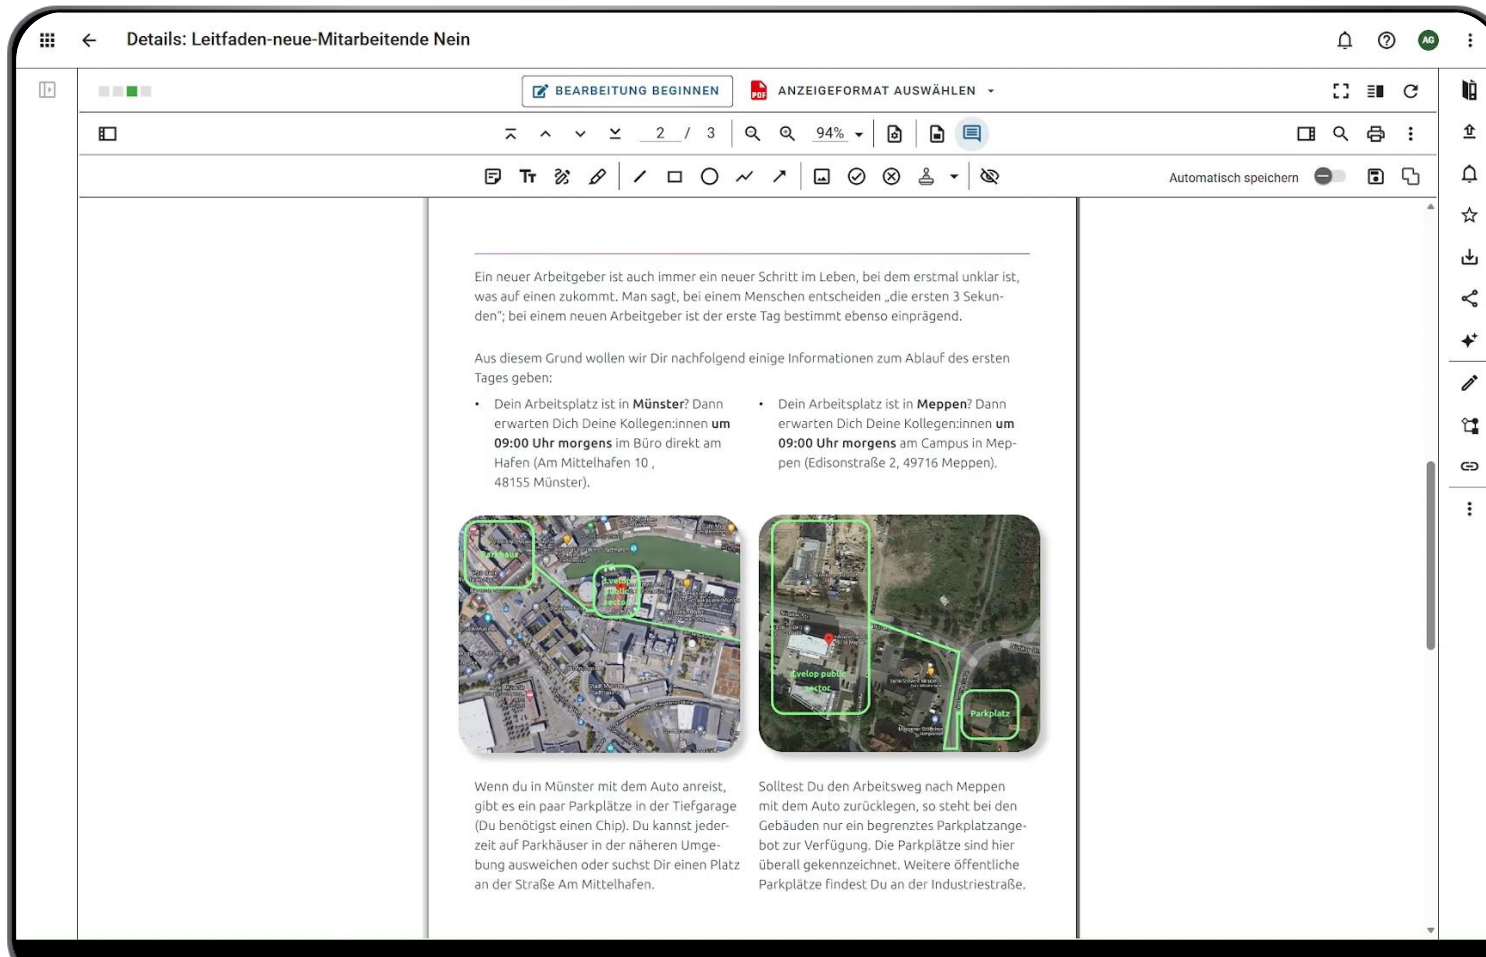 Details: Leitfaden-neue-Mitarbeitende Nein
AG
BEARBEITUNG BEGINNEN
PDF
ANZEIGEFORMAT AUSWÄHLEN
2 / 3
94%
Automatisch speichern
Ein neuer Arbeitgeber ist auch immer ein neuer Schritt im Leben, bei dem erstmal unklar ist,
was auf einen zukommt. Man sagt, bei einem Menschen entscheiden „die ersten 3 Sekun-
den“; bei einem neuen Arbeitgeber ist der erste Tag bestimmt ebenso einprägend.
Aus diesem Grund wollen wir Dir nachfolgend einige Informationen zum Ablauf des ersten
Tages geben:
• Dein Arbeitsplatz ist in Münster? Dann
erwarten Dich Deine Kollegen:innen um
09:00 Uhr morgens im Büro direkt am
Hafen (Am Mittelhafen 10 ,
48155 Münster).
• Dein Arbeitsplatz ist in Meppen? Dann
erwarten Dich Deine Kollegen:innen um
09:00 Uhr morgens am Campus in Mep-
pen (Edisonstraße 2, 49716 Meppen).
Parkhaus
d.velop
public
sector
d.velop public
sector
Parkplatz
Wenn du in Münster mit dem Auto anreist,
gibt es ein paar Parkplätze in der Tiefgarage
(Du benötigst einen Chip). Du kannst jeder-
zeit auf Parkhäuser in der näheren Umge-
bung ausweichen oder suchst Dir einen Platz
an der Straße Am Mittelhafen.
Solltest Du den Arbeitsweg nach Meppen
mit dem Auto zurücklegen, so steht bei den
Gebäuden nur ein begrenztes Parkplatzange-
bot zur Verfügung. Die Parkplätze sind hier
überall gekennzeichnet. Weitere öffentliche
Parkplätze findest Du an der Industriestraße.